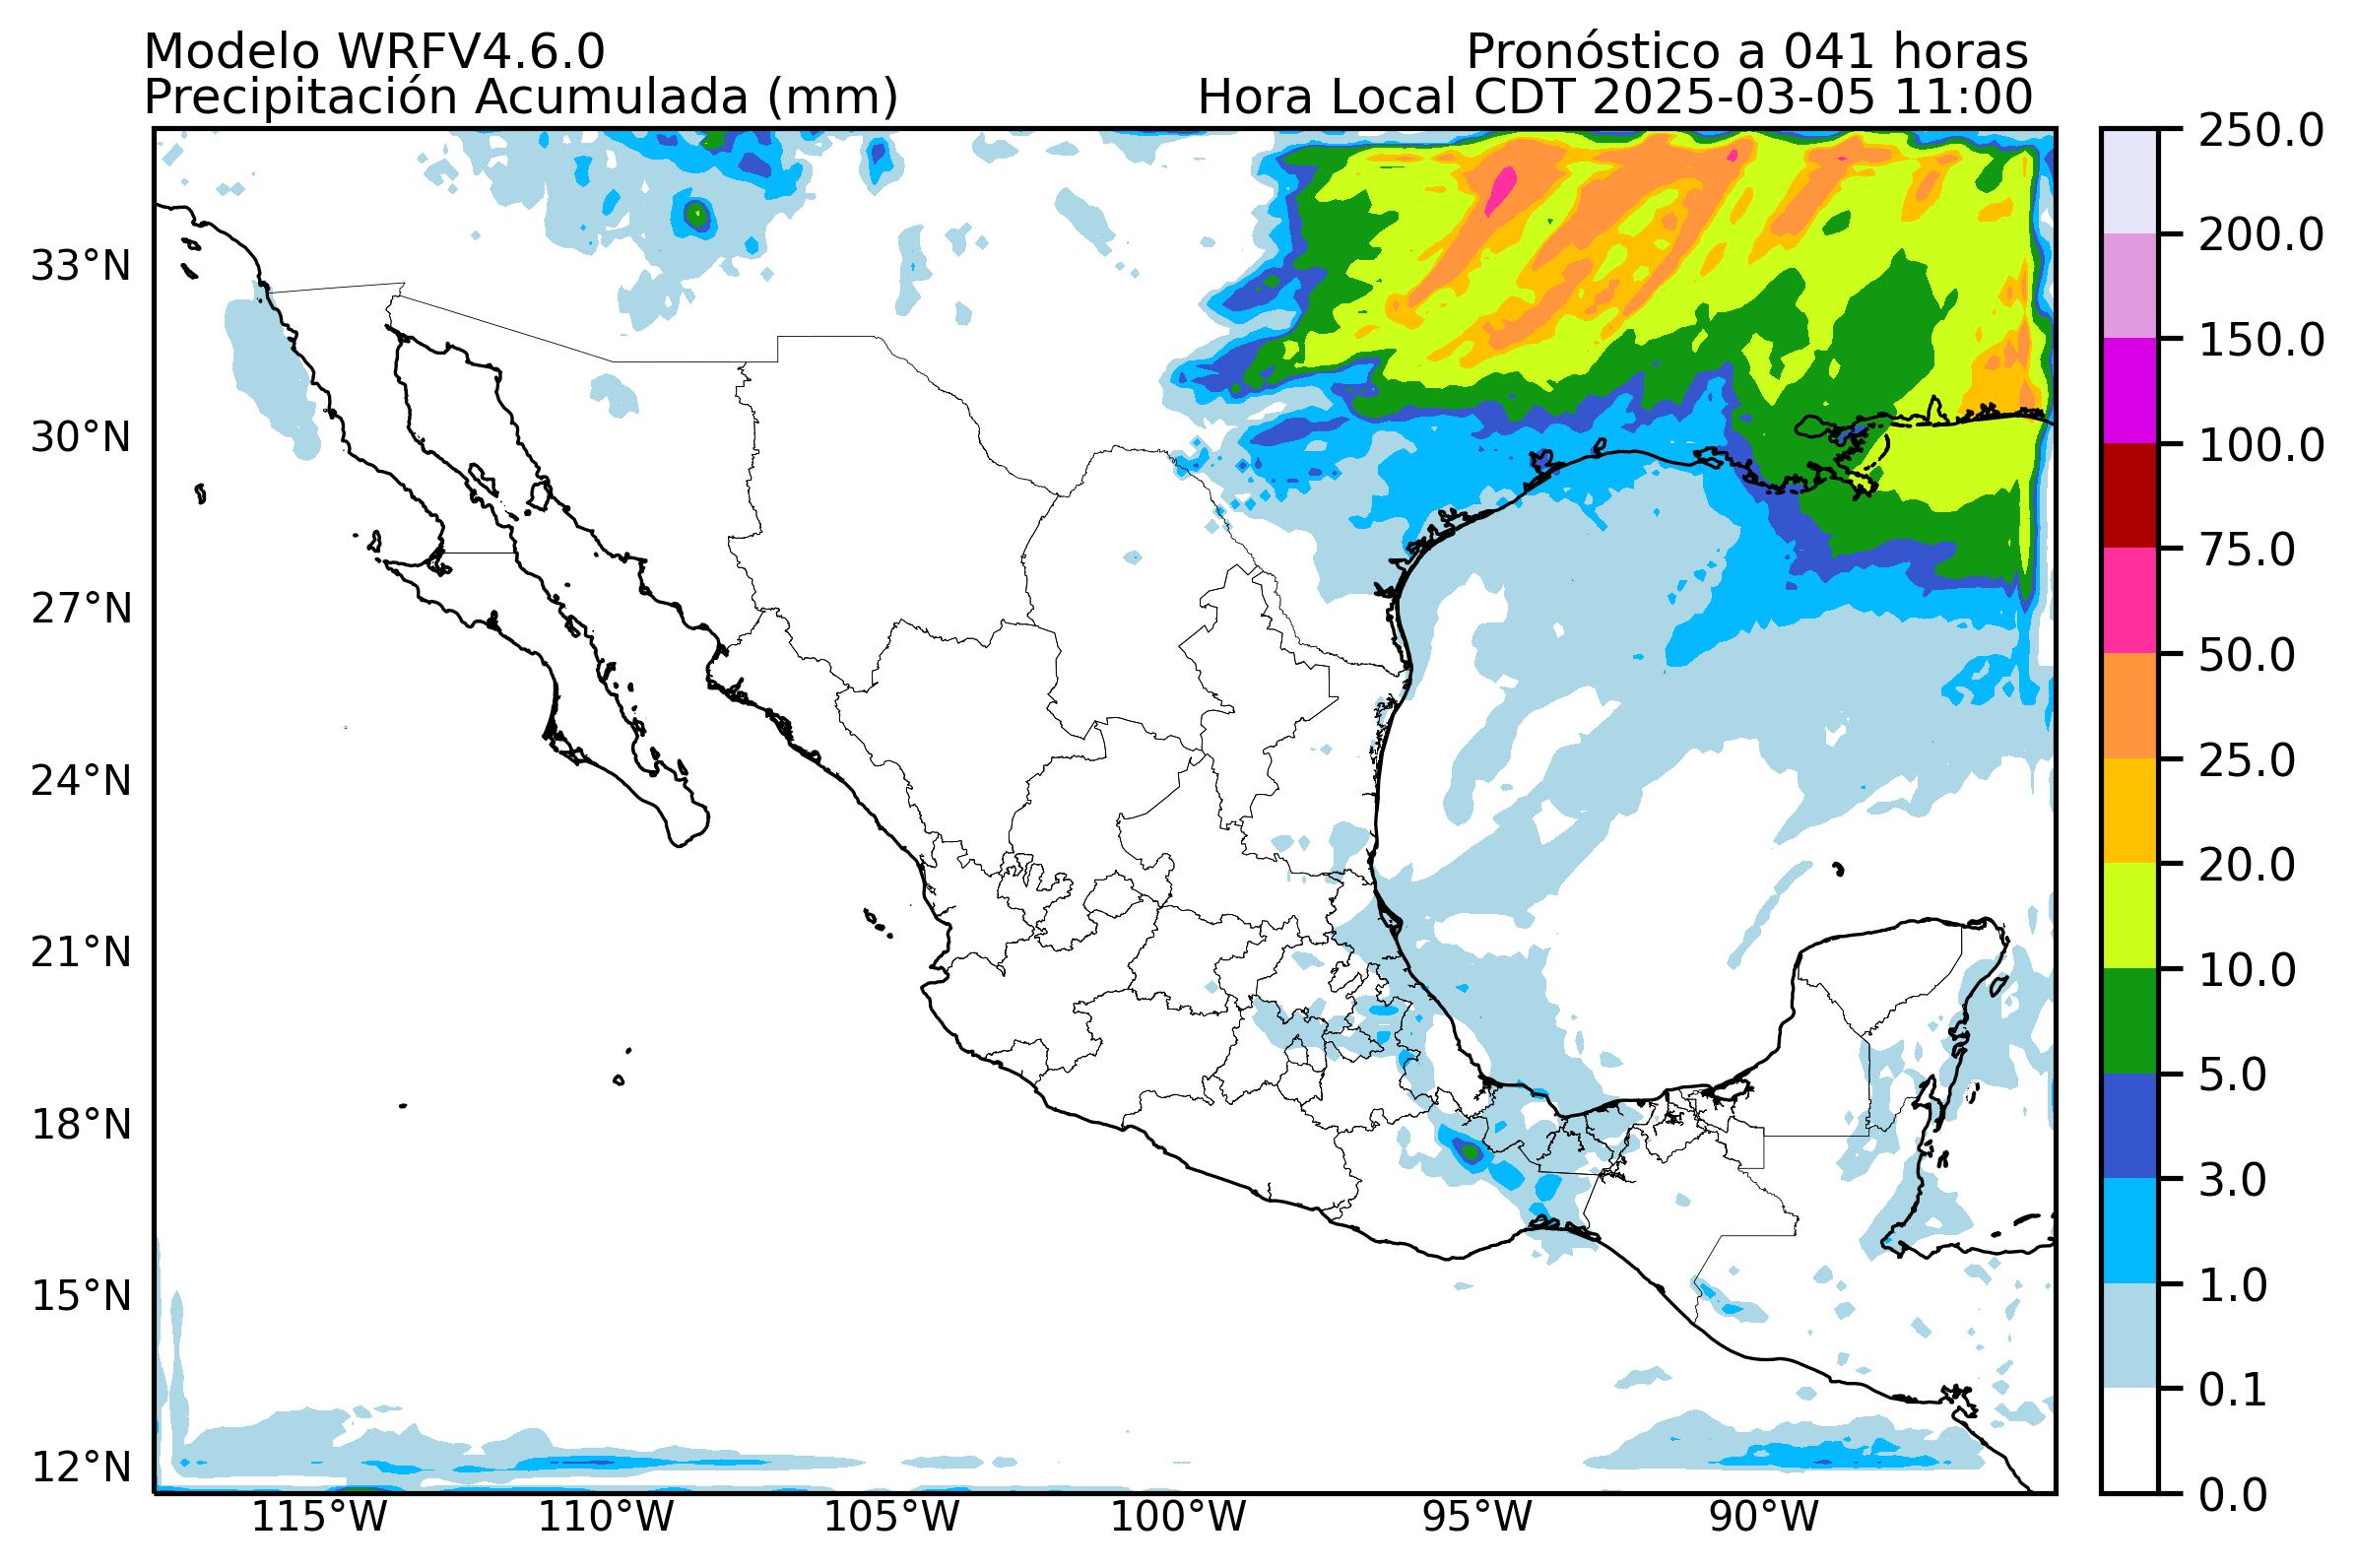 Modelo WRFV4.6.0
Pronóstico a 041 horas
Precipitación Acumulada (mm)
Hora Local CDT 2025-03-05 11:00
33°N
30°N
27°N
24°N
21°N
18°N
15°N
12°N
115°W
110°W
105°W
100°W
95°W
90°W
250.0
200.0
150.0
100.0
75.0
50.0
25.0
20.0
10.0
5.0
3.0
1.0
0.1
0.0